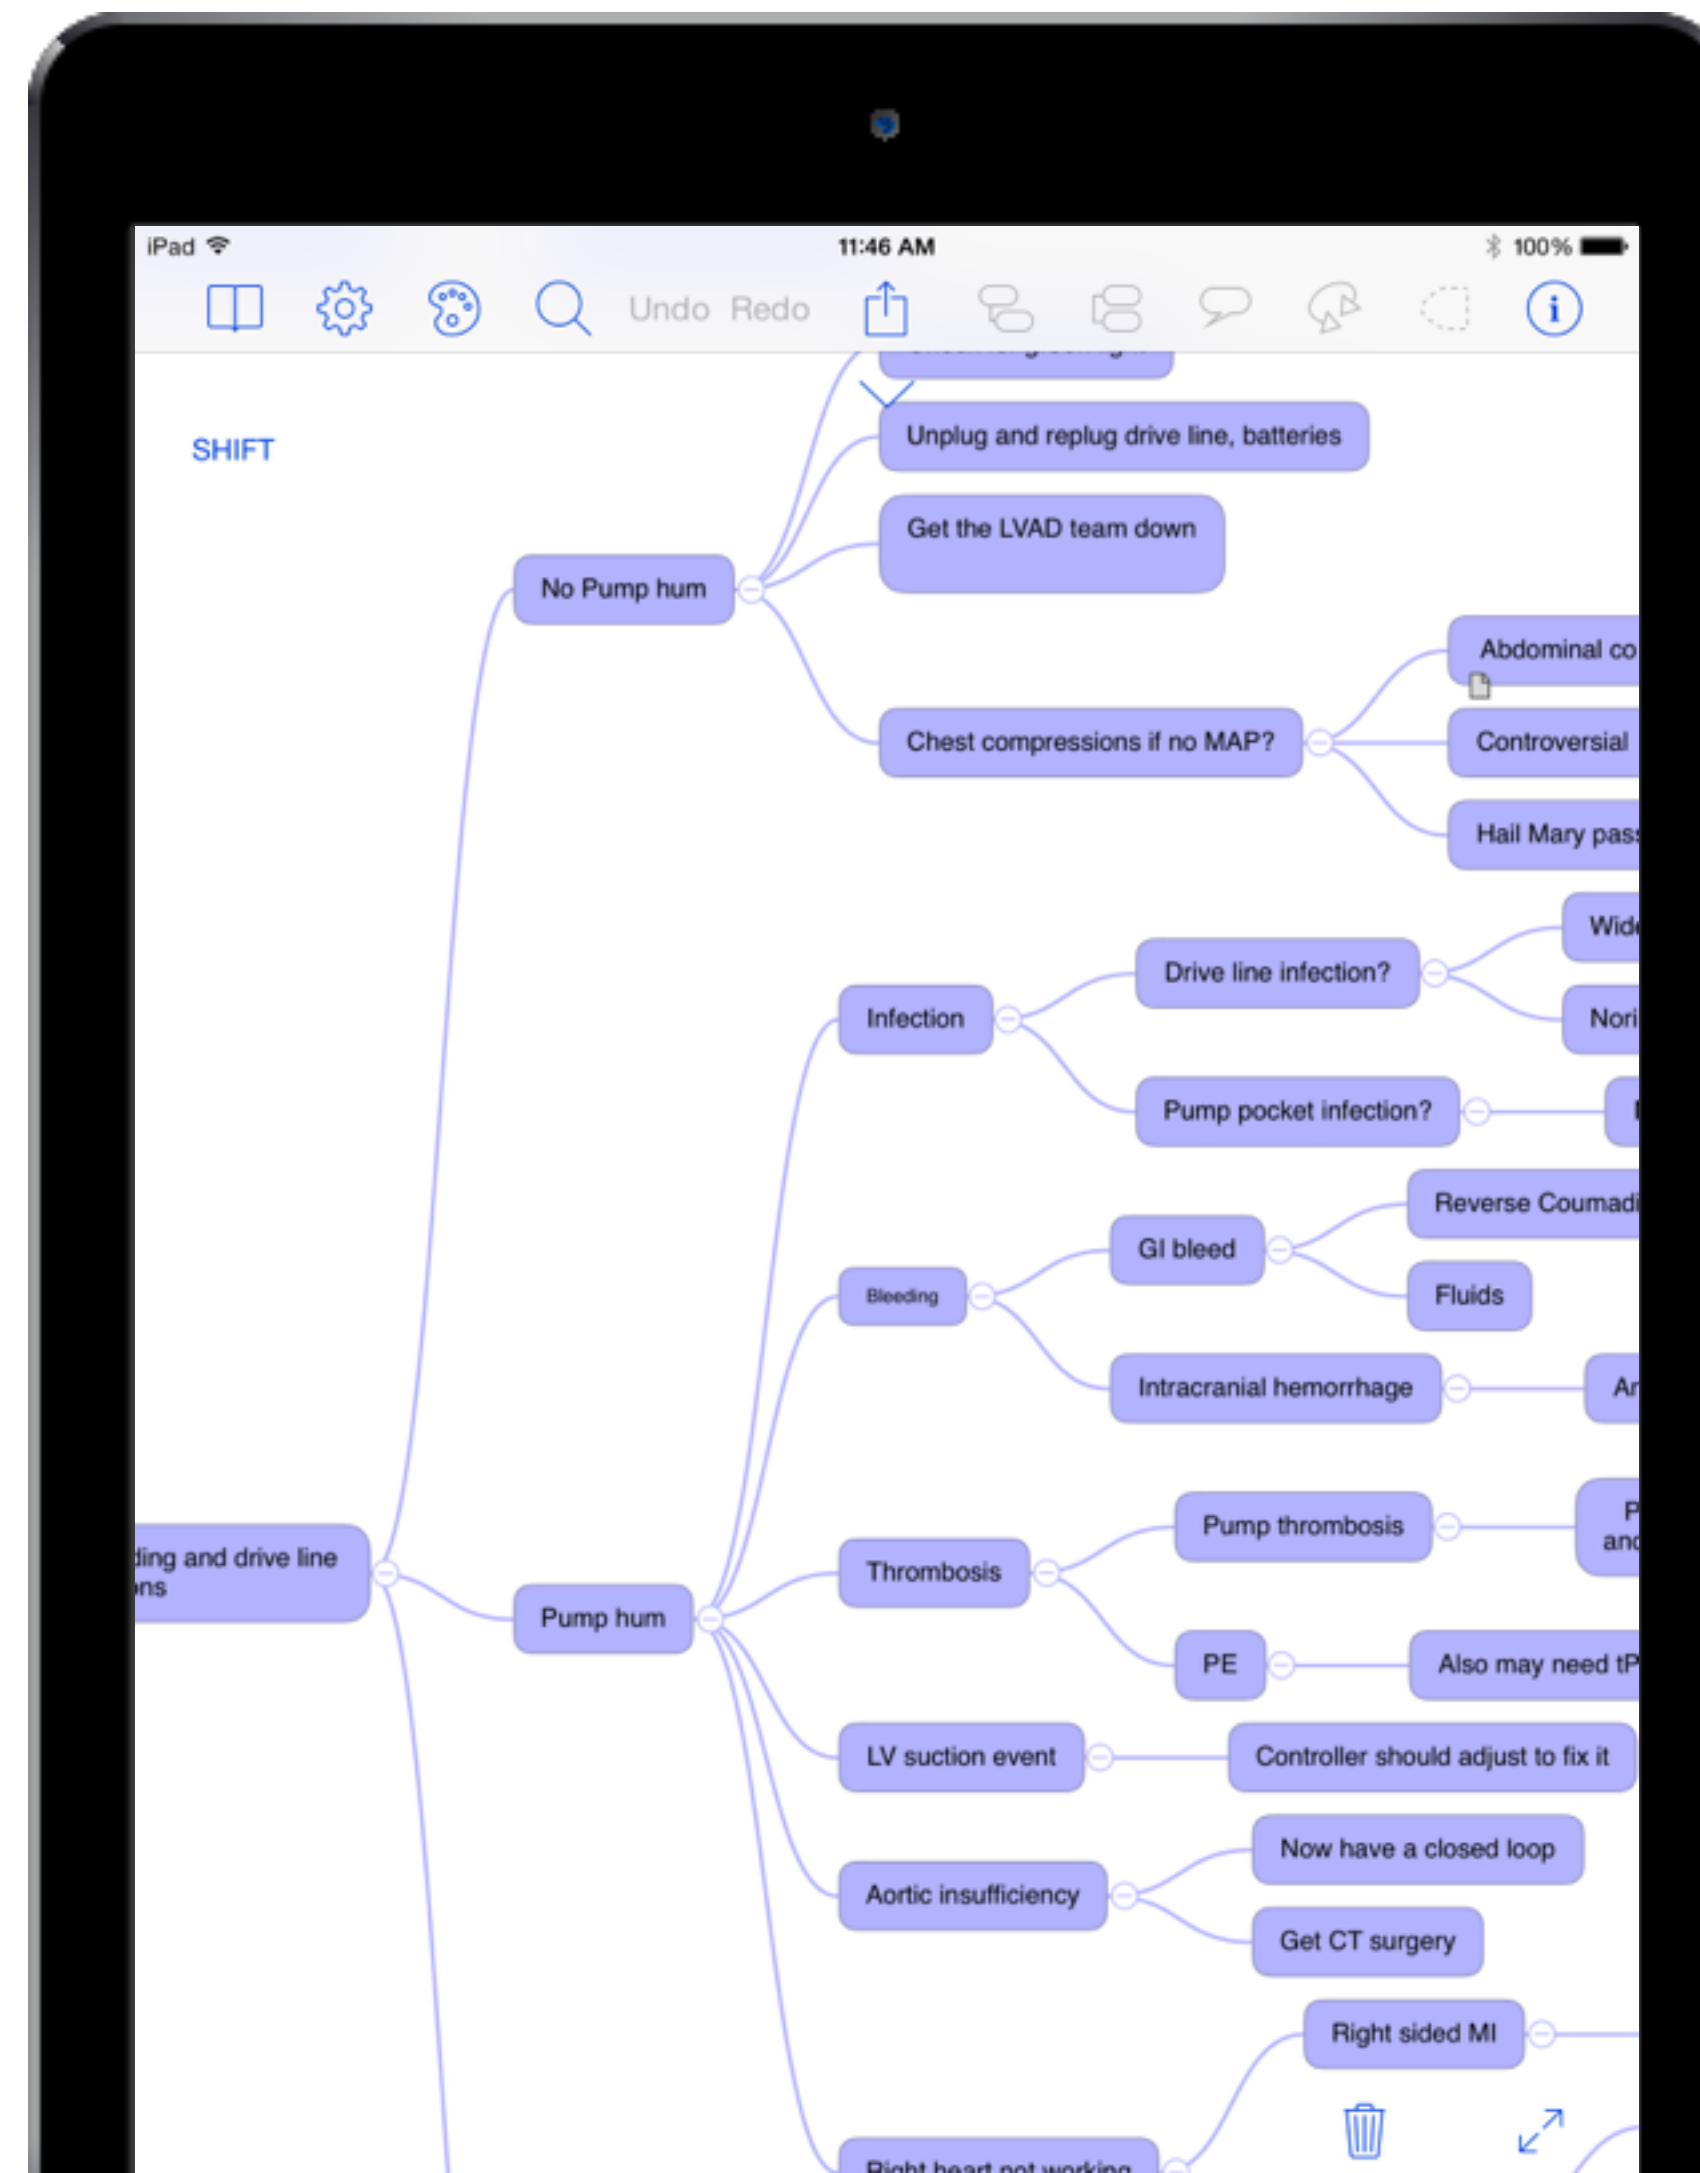 iPad
11:46 AM
100%
Undo Redo
SHIFT
Unplug and replug drive line, batteries
Get the LVAD team down
No Pump hum
Abdominal co
Chest compressions if no MAP?
Controversial
Hail Mary pas
Wid
Drive line infection?
Infection
Nori
Pump pocket infection?
Reverse Coumadi
GI bleed
Bleeding
Fluids
Intracranial hemorrhage
Ar
Pump thrombosis
P
and
ding and drive line
ons
Thrombosis
Pump hum
PE
Also may need tP
LV suction event
Controller should adjust to fix it
Now have a closed loop
Aortic insufficiency
Get CT surgery
Right sided MI
Right heart not working